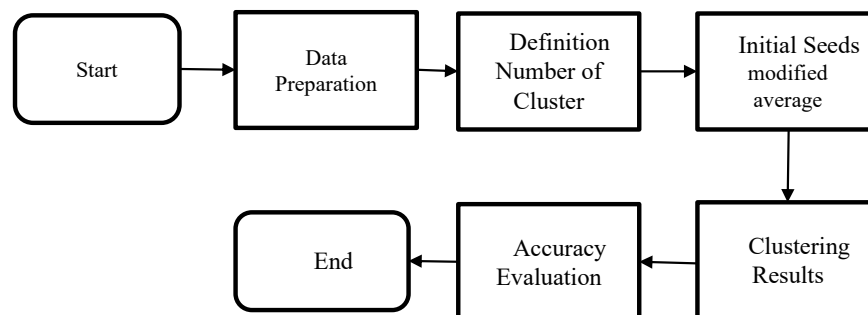 Start
Data
Preparation
Definition
Number of
Cluster
Initial Seeds
modified
average
Clustering
Results
Accuracy
Evaluation
End